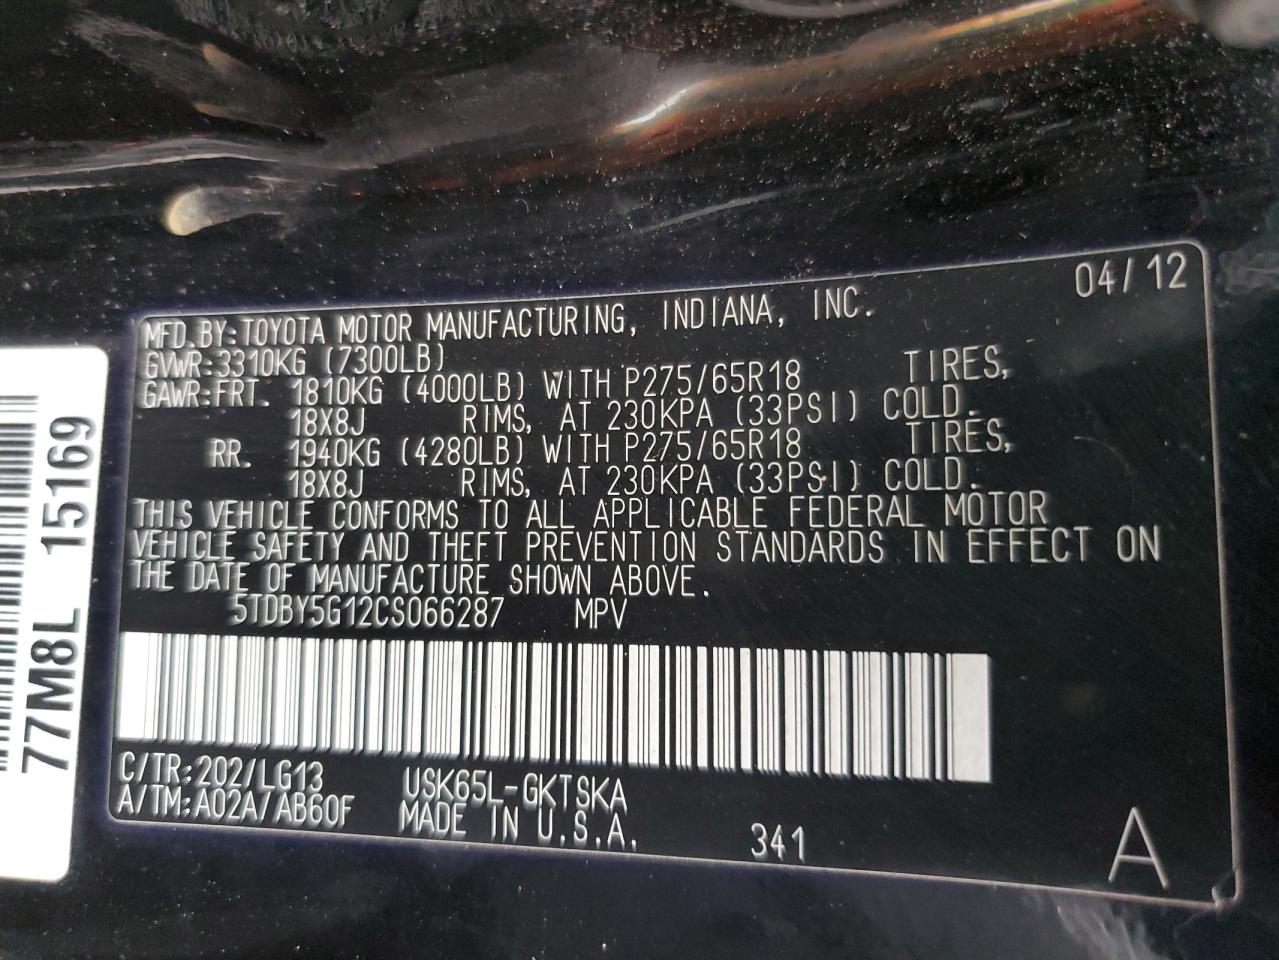 04/12
MFD.BY:TOYOTA MOTOR MANUFACTURING, INDIANA, INC.
GVWR:3310KG (7300LB)
GAWR:FRT. 1810KG (4000LB) WITH P275/65R18 TIRES,
18X8J RIMS, AT 230KPA (33PSI) COLD.
RR. 1940KG (4280LB) WITH P275/65R18 TIRES,
18X8J RIMS, AT 230KPA (33PSI) COLD.
THIS VEHICLE CONFORMS TO ALL APPLICABLE FEDERAL MOTOR
VEHICLE SAFETY AND THEFT PREVENTION STANDARDS IN EFFECT ON
THE DATE OF MANUFACTURE SHOWN ABOVE.
5TDBY5G12CS066287 MPV
C/TR:202/LG13 USK65L-GKTSKA
A/TM:A02A/AB60F MADE IN U.S.A.
341 A
77M8L 15169